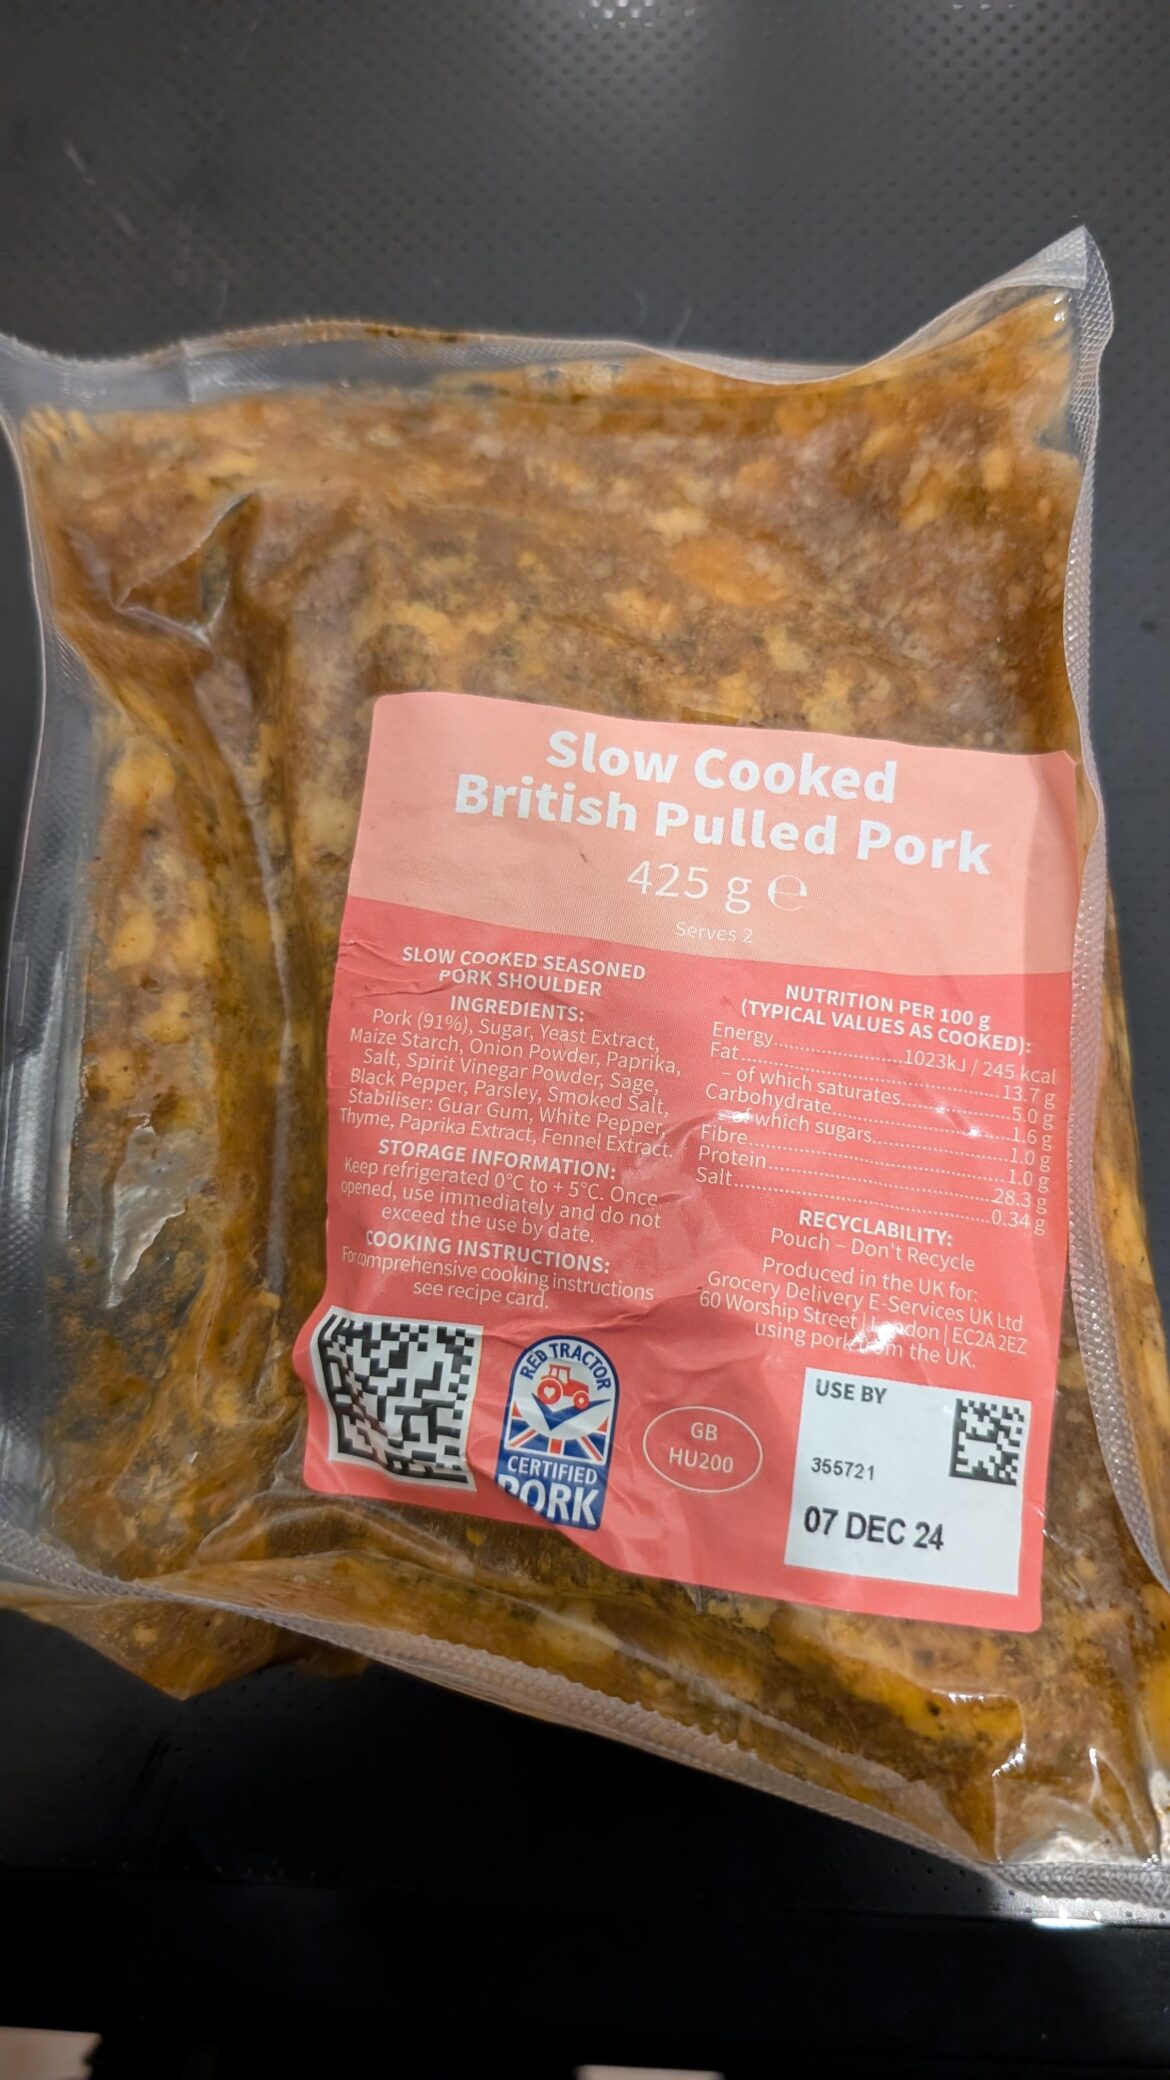 Slow Cooked
British Pulled Pork
425 g e
Serves 2
SLOW COOKED SEASONED
PORK SHOULDER
INGREDIENTS:
Pork (91%), Sugar, Yeast Extract,
Maize Starch, Onion Powder, Paprika,
Salt, Spirit Vinegar Powder, Sage,
Black Pepper, Parsley, Smoked Salt,
Stabiliser: Guar Gum, White Pepper,
Thyme, Paprika Extract, Fennel Extract.
STORAGE INFORMATION:
Keep refrigerated 0°C to + 5°C. Once
opened, use immediately and do not
exceed the use by date.
COOKING INSTRUCTIONS:
For comprehensive cooking instructions
see recipe card.
NUTRITION PER 100 g
(TYPICAL VALUES AS COOKED):
Energy..........1023kJ / 245 kcal
Fat..........13.7 g
– of which saturates..........5.0 g
Carbohydrate..........1.6 g
– of which sugars..........1.0 g
Fibre..........1.0 g
Protein..........28.3 g
Salt..........0.34 g
RECYCLABILITY:
Pouch – Don't Recycle
Produced in the UK for:
Grocery Delivery E-Services UK Ltd
60 Worship Street | London | EC2A 2EZ
using pork from the UK.
RED TRACTOR
CERTIFIED
PORK
GB
HU200
USE BY
355721
07 DEC 24